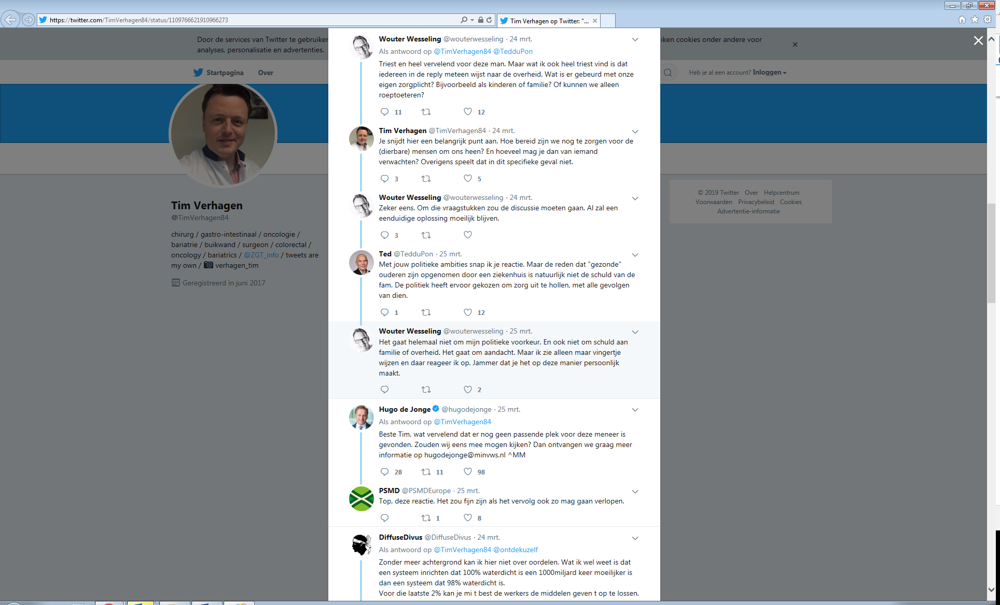 https://twitter.com/TimVerhagen84/status/1109766621910966273
Tim Verhagen op Twitter: "...
Door de services van Twitter te gebruiken
iken cookies onder andere voor
analyses, personalisatie en advertenties.
Startpagina
Over
Heb je al een account? Inloggen
Tim Verhagen
@TimVerhagen84
chirurg / gastro-intestinaal / oncologie /
bariatrie / buikwand / surgeon / colorectal /
oncology / bariatrics / @ZGT_info / tweets are
my own / verhagen_tim
Geregistreerd in juni 2017
Wouter Wesseling @wouterwesseling · 24 mrt.
Als antwoord op @TimVerhagen84 @TedduPon
Triest en heel vervelend voor deze man. Maar wat ik ook heel triest vind is dat
iedereen in de reply meteen wijst naar de overheid. Wat is er gebeurd met onze
eigen zorgplicht? Bijvoorbeeld als kinderen of familie? Of kunnen we alleen
roeptoeteren?
11 12
Tim Verhagen @TimVerhagen84 · 24 mrt.
Je snijdt hier een belangrijk punt aan. Hoe bereid zijn we nog te zorgen voor de
(dierbare) mensen om ons heen? En hoeveel mag je dan van iemand
verwachten? Overigens speelt dat in dit specifieke geval niet.
3 5
Wouter Wesseling @wouterwesseling · 24 mrt.
Zeker eens. Om die vraagstukken zou de discussie moeten gaan. Al zal een
eenduidige oplossing moeilijk blijven.
3
Ted @TedduPon · 25 mrt.
Met jouw politieke ambities snap ik je reactie. Maar de reden dat "gezonde"
ouderen zijn opgenomen door een ziekenhuis is natuurlijk niet de schuld van de
fam. De politiek heeft ervoor gekozen om zorg uit te hollen, met alle gevolgen
van dien.
1 12
Wouter Wesseling @wouterwesseling · 25 mrt.
Het gaat helemaal niet om mijn politieke voorkeur. En ook niet om schuld aan
familie of overheid. Het gaat om aandacht. Maar ik zie alleen maar vingertje
wijzen en daar reageer ik op. Jammer dat je het op deze manier persoonlijk
maakt.
2
Hugo de Jonge @hugodejonge · 25 mrt.
Als antwoord op @TimVerhagen84
Beste Tim, wat vervelend dat er nog geen passende plek voor deze meneer is
gevonden. Zouden wij eens mee mogen kijken? Dan ontvangen we graag meer
informatie op hugodejonge@minvws.nl ^MM
28 11 98
PSMD @PSMDEurope · 25 mrt.
Top, deze reactie. Het zou fijn zijn als het vervolg ook zo mag gaan verlopen.
1 8
DiffuseDivus @DiffuseDivus · 24 mrt.
Als antwoord op @TimVerhagen84 @ontdekuzelf
Zonder meer achtergrond kan ik hier niet over oordelen. Wat ik wel weet is dat
een systeem inrichten dat 100% waterdicht is een 1000miljard keer moeilijker is
dan een systeem dat 98% waterdicht is.
Voor die laatste 2% kan je mi t best de werkers de middelen geven t op te lossen.
© 2019 Twitter Over Helpcentrum
Voorwaarden Privacybeleid Cookies
Advertentie-informatie